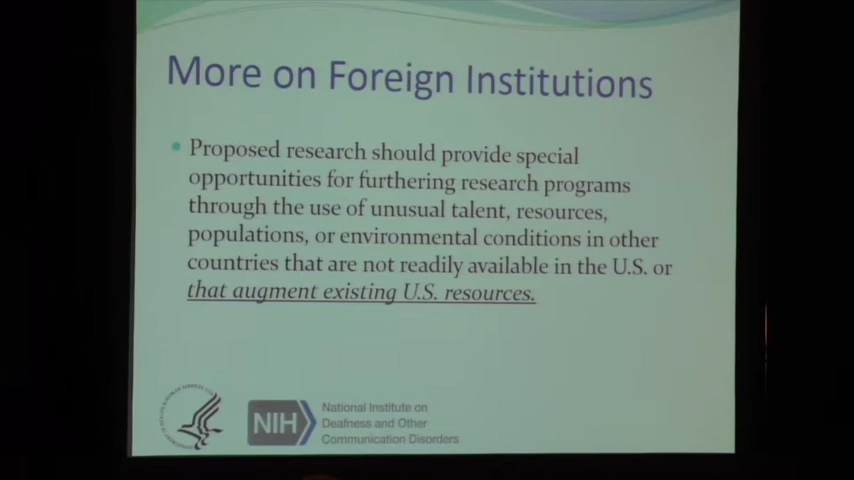 More on Foreign Institutions
Proposed research should provide special
opportunities for furthering research programs
through the use of unusual talent, resources,
populations, or environmental conditions in other
countries that are not readily available in the U.S. or
that augment existing U.S. resources.
NIH
National Institute on
Deafness and Other
Communication Disorders